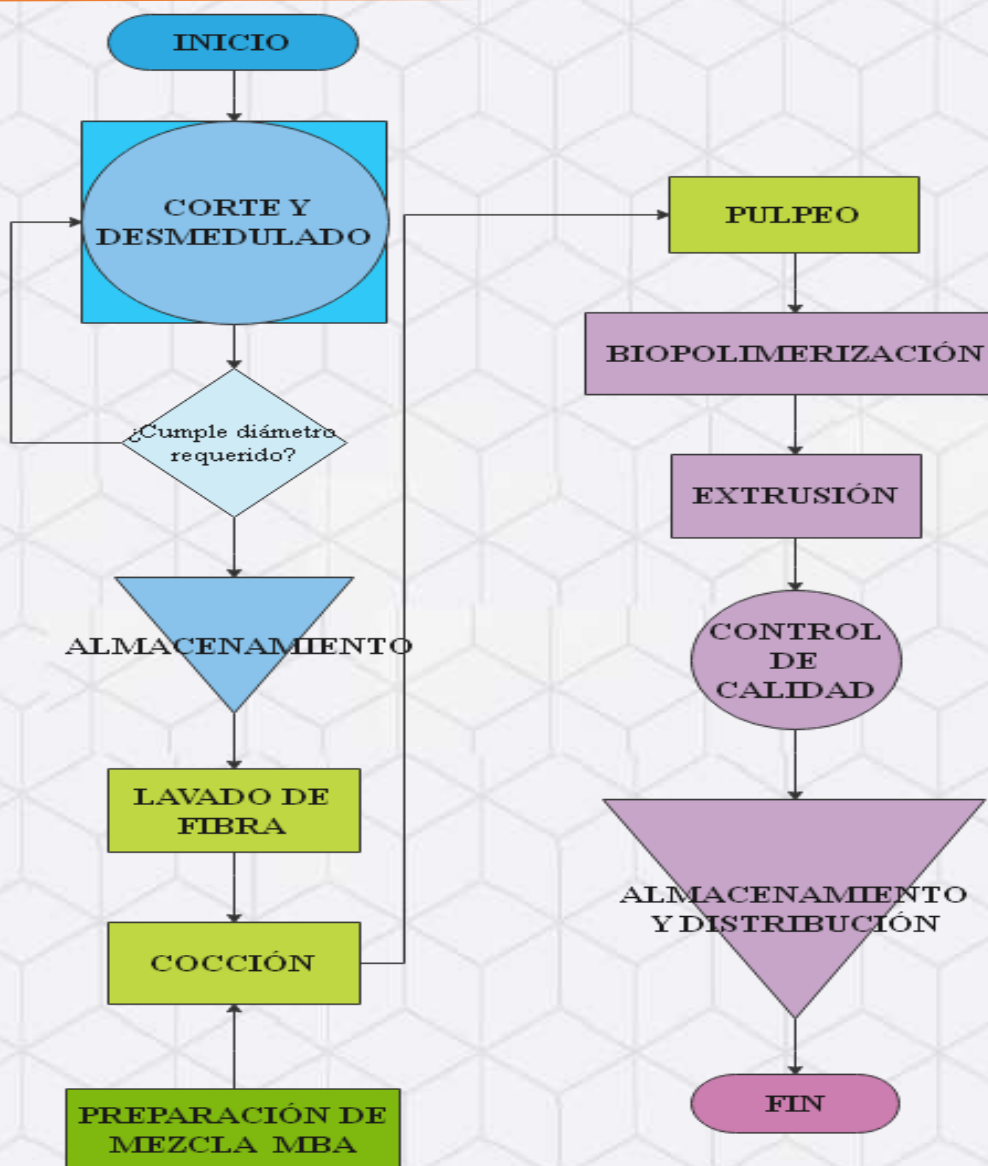 INICIO
CORTE Y
DESMEDULADO
¿Cumple diámetro
requerido?
ALMACENAMIENTO
LAVADO DE
FIBRA
COCCIÓN
PREPARACIÓN DE
MEZCLA MBA
PULPEO
BIOPOLIMERIZACIÓN
EXTRUSIÓN
CONTROL
DE
CALIDAD
ALMACENAMIENTO
Y DISTRIBUCIÓN
FIN